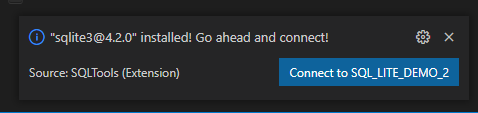 "sqlite3@4.2.0" installed! Go ahead and connect!
Source: SQLTools (Extension)
Connect to SQL_LITE_DEMO_2